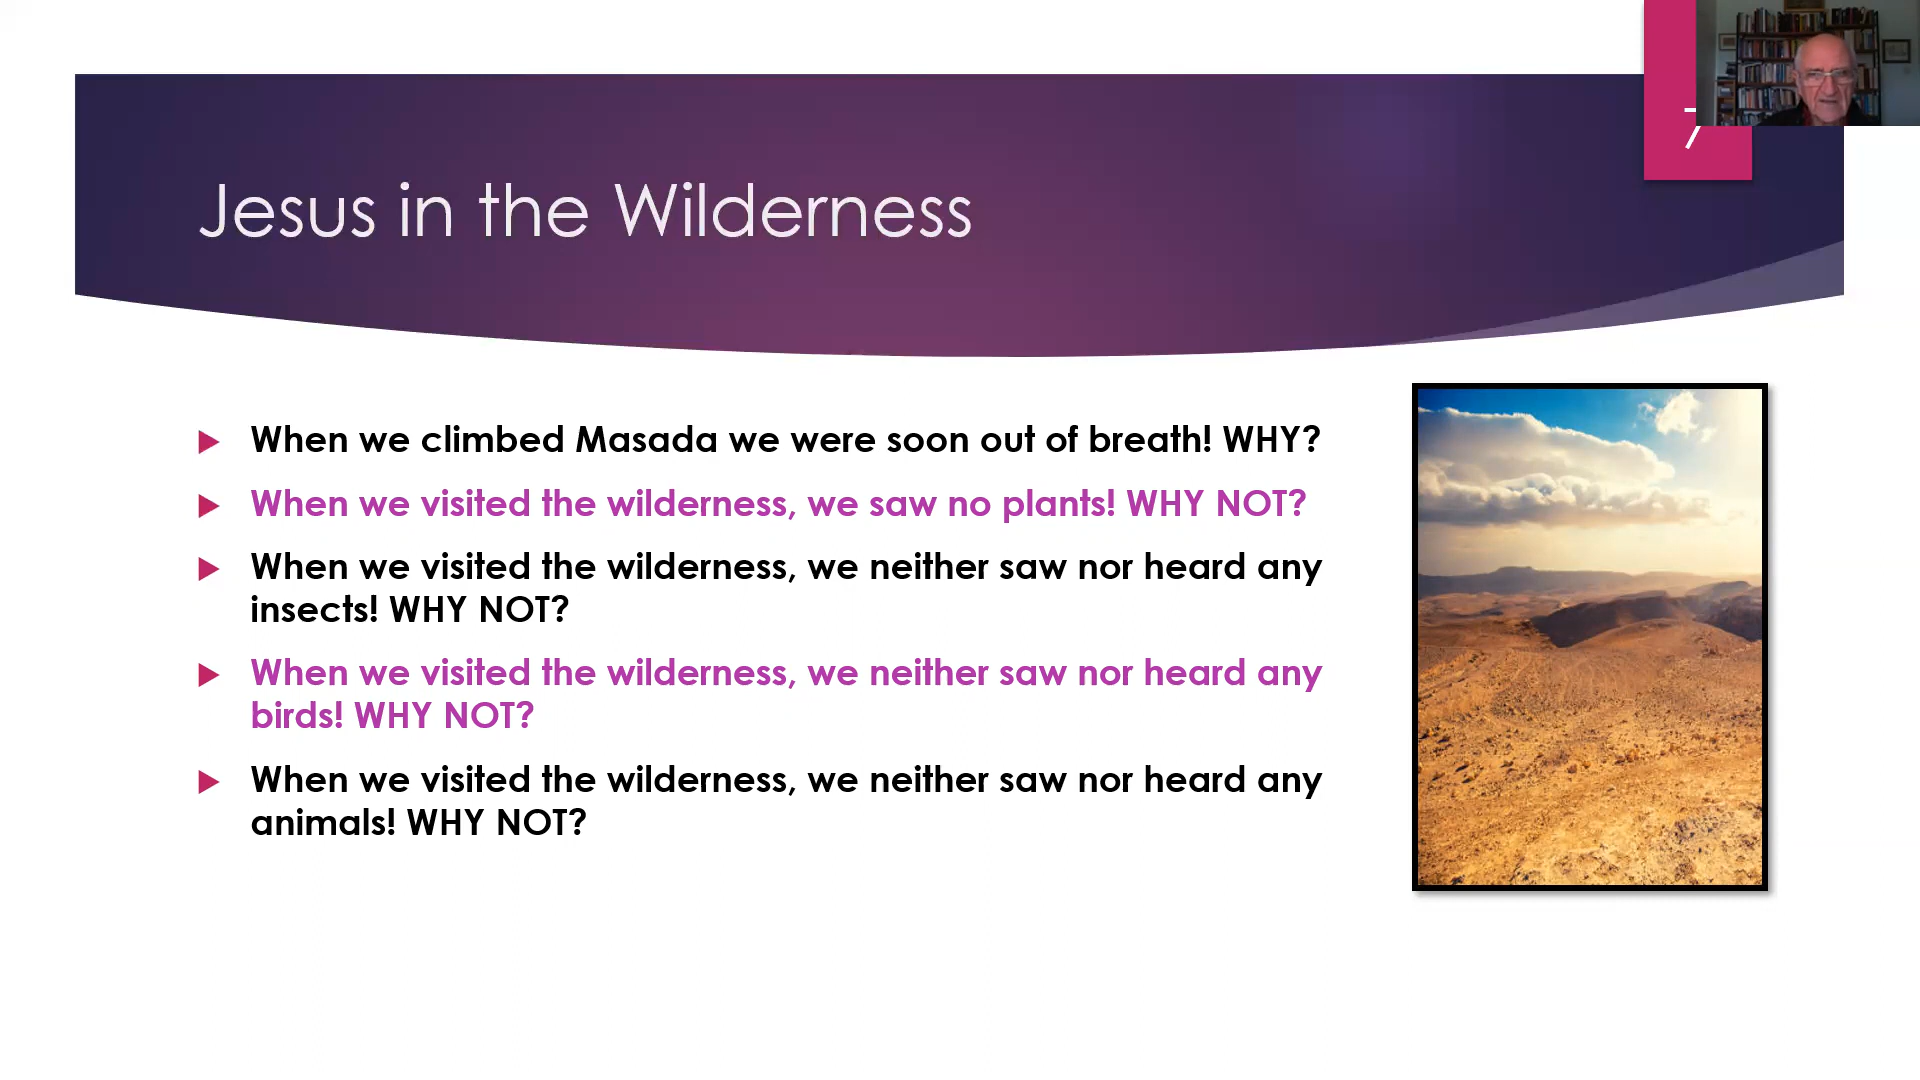 7
Jesus in the Wilderness
When we climbed Masada we were soon out of breath! WHY?
When we visited the wilderness, we saw no plants! WHY NOT?
When we visited the wilderness, we neither saw nor heard any
insects! WHY NOT?
When we visited the wilderness, we neither saw nor heard any
birds! WHY NOT?
When we visited the wilderness, we neither saw nor heard any
animals! WHY NOT?